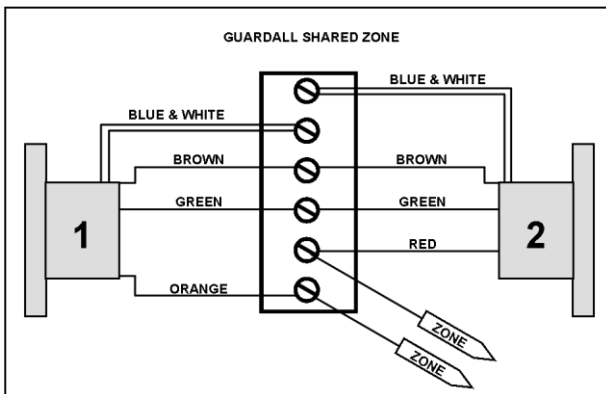 GUARDALL SHARED ZONE
BLUE & WHITE
BLUE & WHITE
BROWN
BROWN
GREEN
GREEN
1
2
RED
ORANGE
ZONE
ZONE